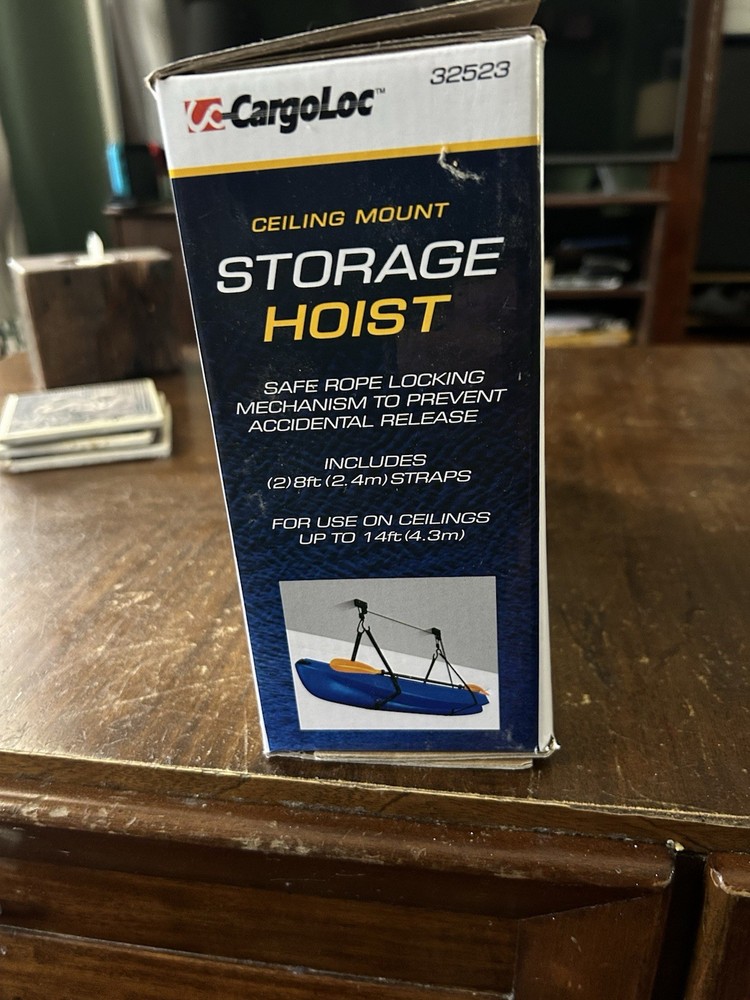 CargoLoc™
32523
CEILING MOUNT
STORAGE
HOIST
SAFE ROPE LOCKING
MECHANISM TO PREVENT
ACCIDENTAL RELEASE
INCLUDES
(2) 8ft (2.4m) STRAPS
FOR USE ON CEILINGS
UP TO 14ft (4.3m)